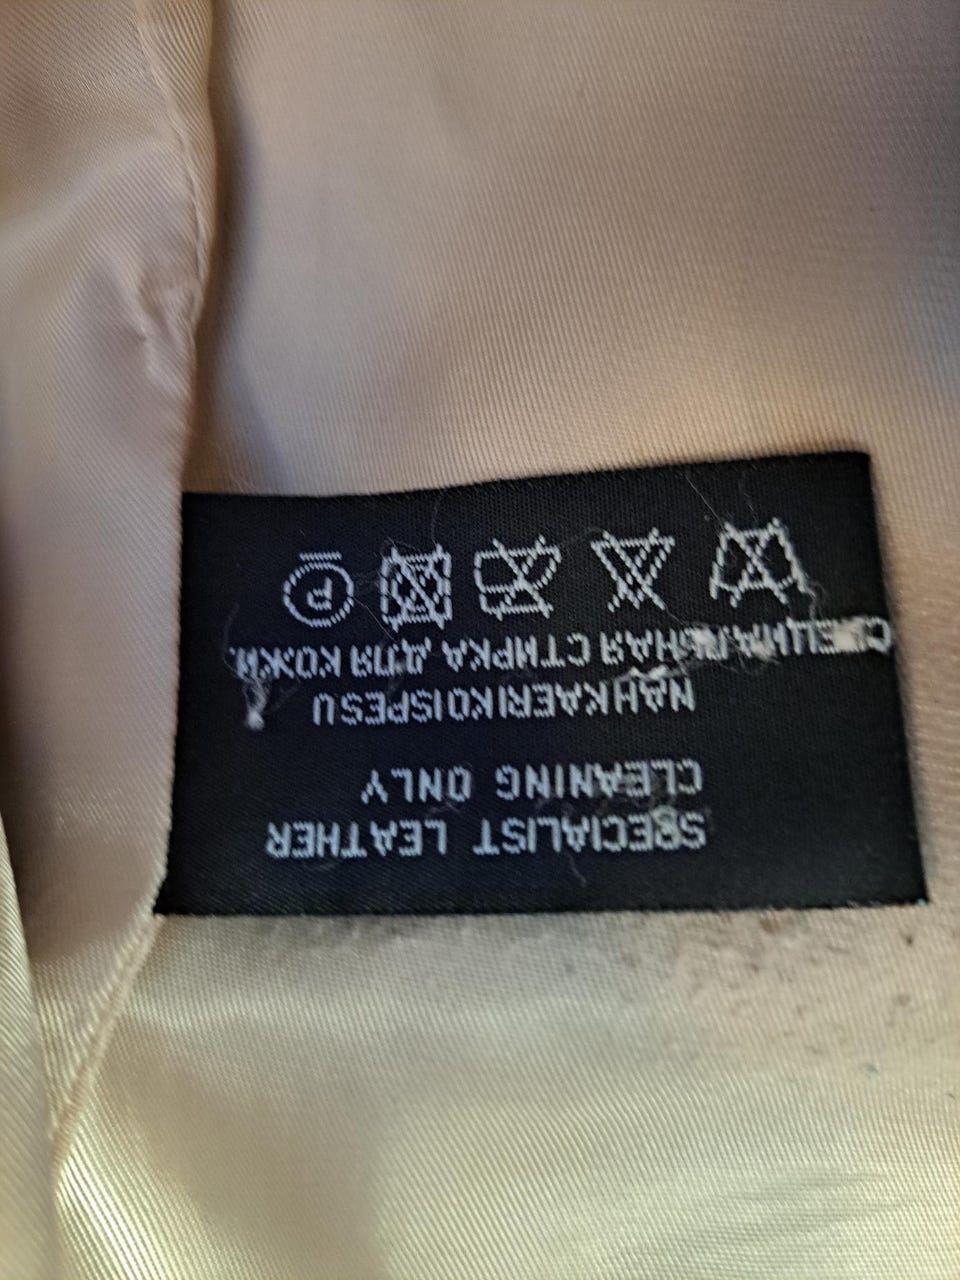 SPECIALIST LEATHER
CLEANING ONLY
NAHKAERIKOISPESU
СПЕЦИАЛЬНАЯ СТИРКА ДЛЯ КОЖИ.
P